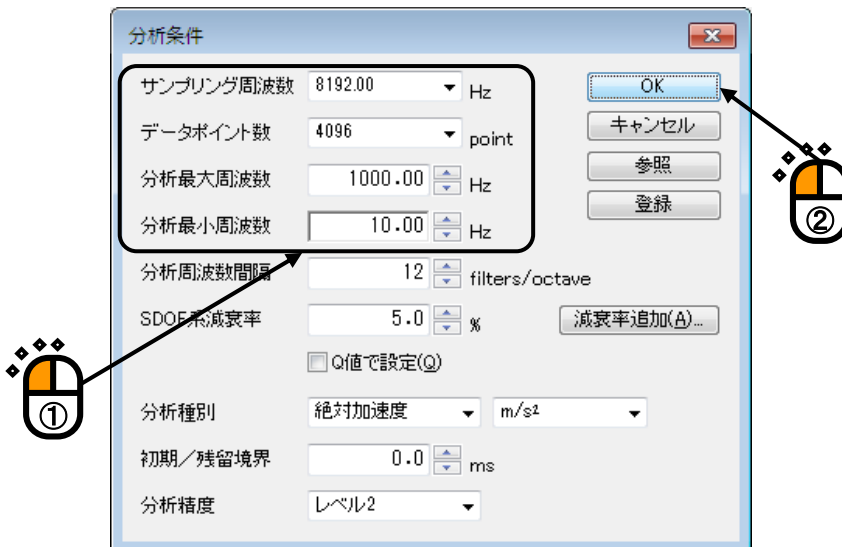 分析条件
サンプリング周波数 8192.00 Hz OK
データポイント数 4096 point キャンセル
分析最大周波数 1000.00 Hz 参照
分析最小周波数 10.00 Hz 登録
②
分析周波数間隔 12 filters/octave
SDOF系減衰率 5.0 % 減衰率追加(A)...
Q値で設定(Q)
①
分析種別 絶対加速度 m/s²
初期／残留境界 0.0 ms
分析精度 レベル2